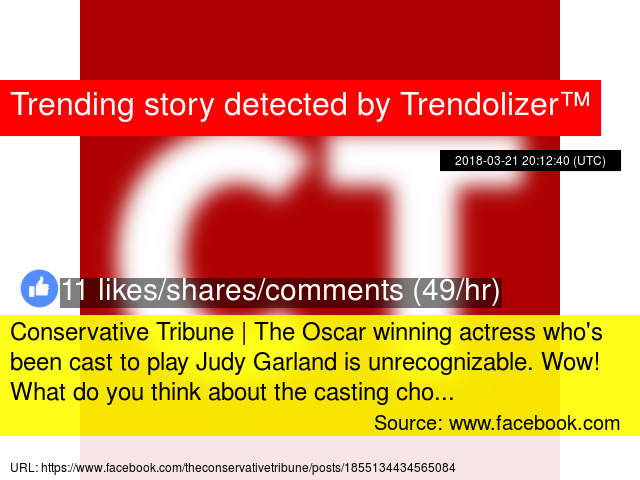 Trending story detected by Trendolizer™
2018-03-21 20:12:40 (UTC)
CT
11 likes/shares/comments (49/hr)
Conservative Tribune | The Oscar winning actress who's
been cast to play Judy Garland is unrecognizable. Wow!
What do you think about the casting cho...
Source: www.facebook.com
URL: https://www.facebook.com/theconservativetribune/posts/1855134434565084